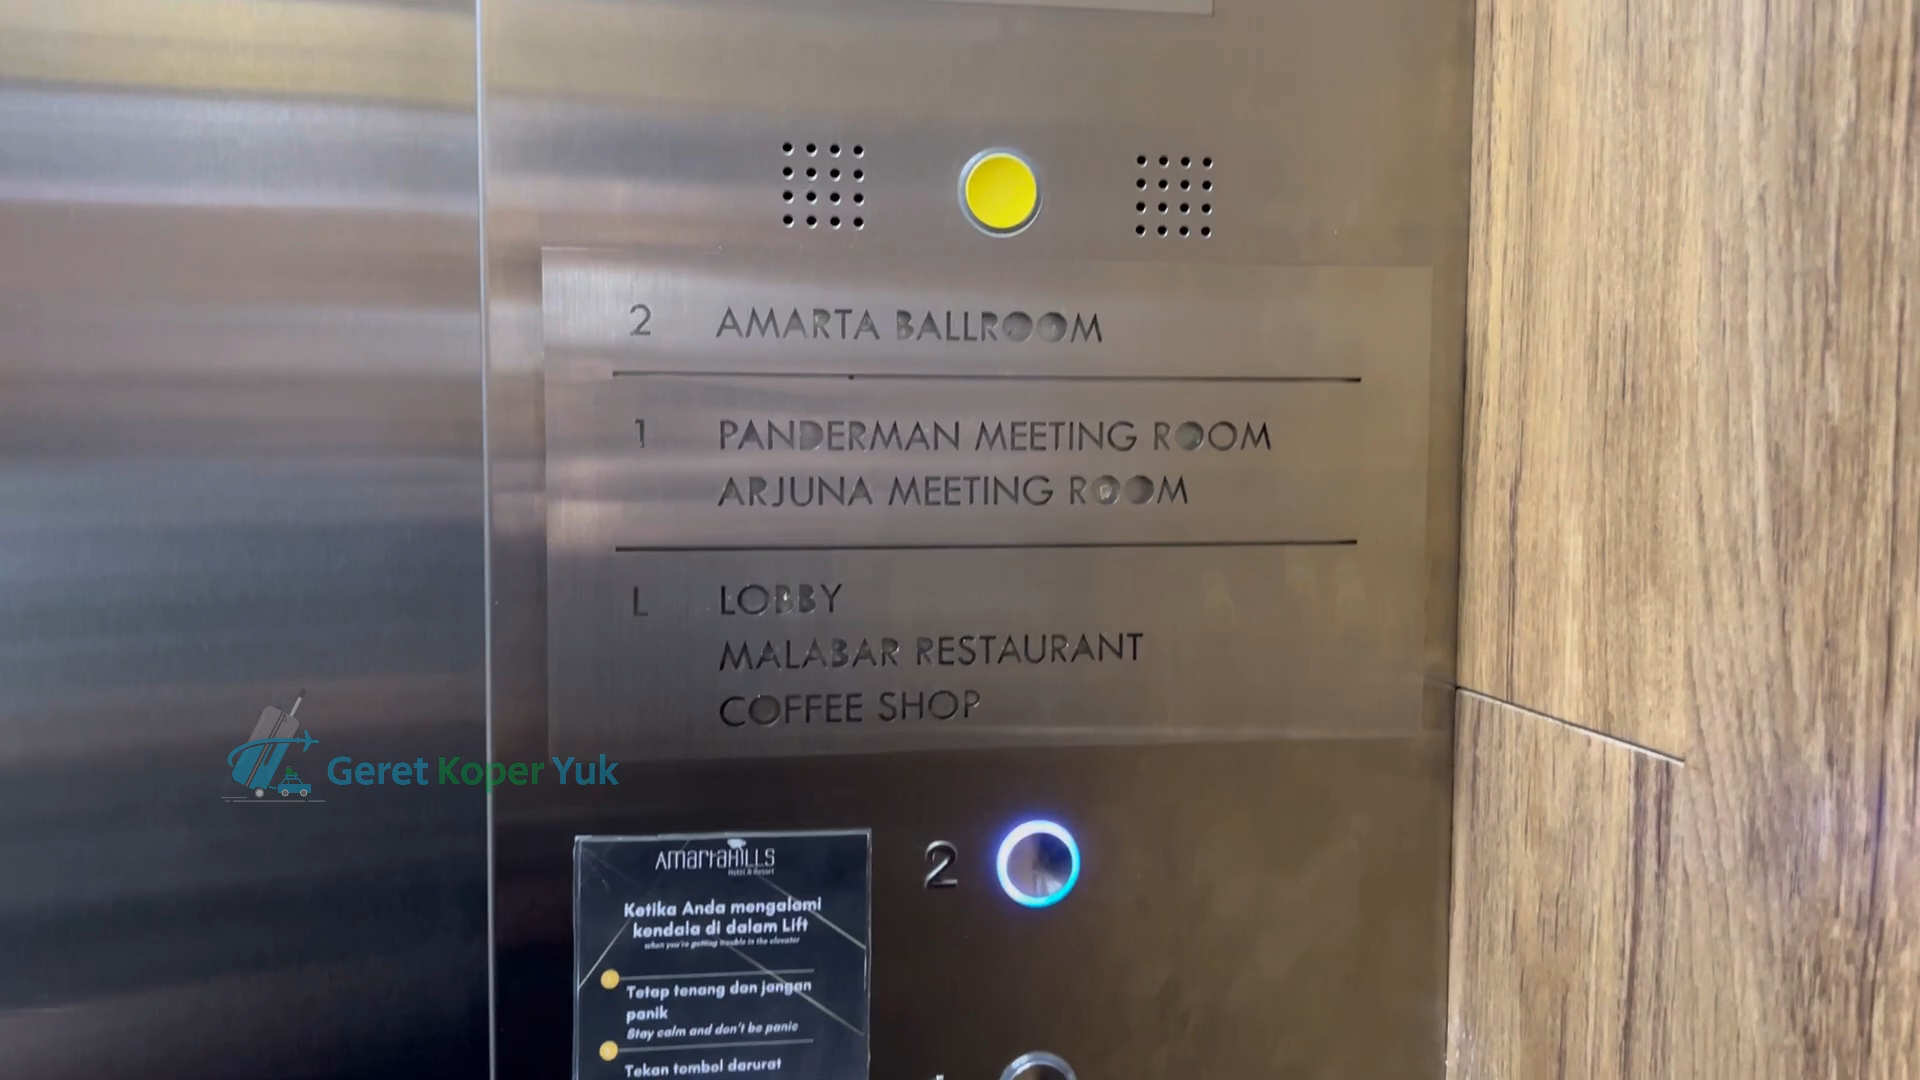 2 AMARTA BALLROOM
1 PANDERMAN MEETING ROOM
ARJUNA MEETING ROOM
L LOBBY
MALABAR RESTAURANT
COFFEE SHOP
Geret Koper Yuk
2
AMARTAHILLS
Hotel & Resort
Ketika Anda mengalami
kendala di dalam Lift
when you're getting trouble in the elevator
1 Tetap tenang dan jangan
panik
Stay calm and don't be panic
2 Tekan tombol darurat